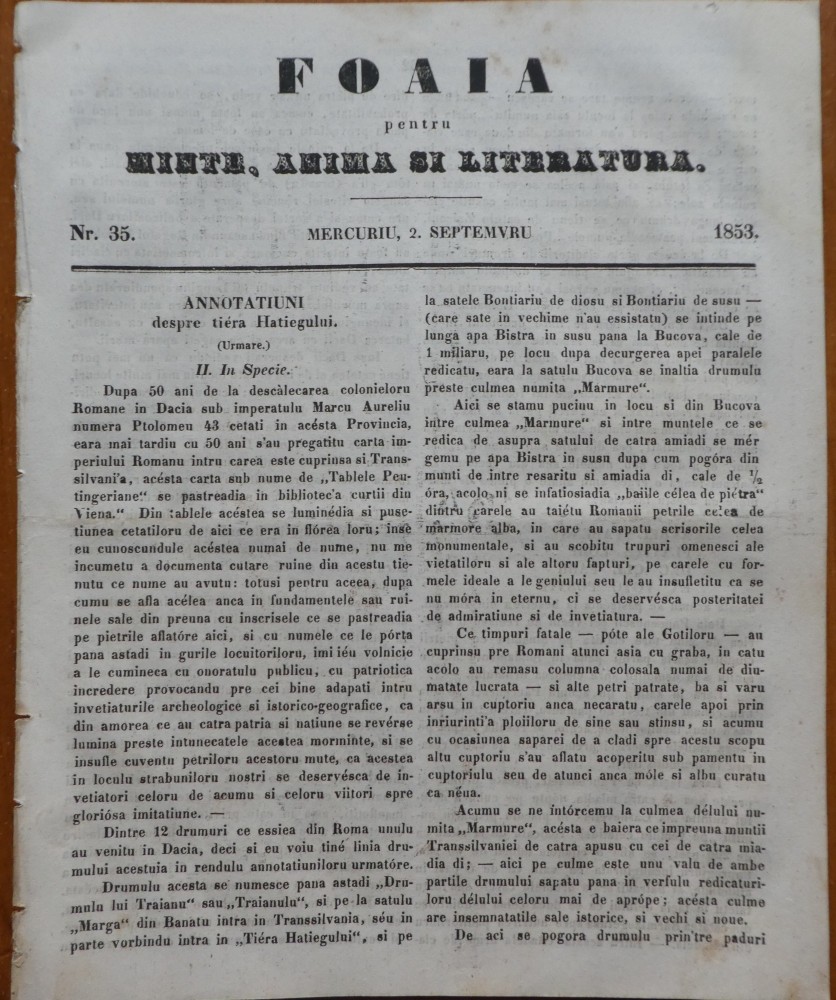 FOAIA
pentru
MINTE, ANIMA SI LITERATURA.
Nr. 35.
MERCURIU, 2. SEPTEMVRU
1853.
ANNOTATIUNI
despre tiéra Hatiegului.
(Urmare.)
II. In Specie.
Dupa 50 ani de la descàlecarea colonieloru
Romane in Dacia sub imperatulu Marcu Aureliu
numera Ptolomeu 43 cetati in acésta Provincia,
eara mai tardiu cu 50 ani s'au pregatitu carta im-
periului Romanu intru carea este cuprinsa si Trans-
silvani'a, acésta carta sub nume de „Tablele Peu-
tingeriane“ se pastreadia in bibliotec'a curtii din
Viena.“ Din tablele acéstea se luminédia si puse-
tiunea cetatiloru de aici ce era in flórea loru; inse
eu cunoscundule acéstea numai de nume, nu me
incumetu a documenta cutare ruine din acestu tie-
nutu ce nume au avutu: totusi pentru aceea, dupa
cumu se afla acélea anca in fundamentele sau rui-
nele sale din preuna cu inscrisele ce se pastreadia
pe pietrile aflatóre aici, si cu numele ce le pórta
pana astadi in gurile locuitoriloru, imi iéu volnicie
a le cumineca cu onoratulu publicu, cu patriotica
incredere provocandu pre cei bine adapati intru
invetiaturile archeologice si istorico-geografice, ca
din amorea ce au catra patria si natiune se revérse
lumina preste intunecatele acestea morminte, si se
insufle cuventu petriloru acestoru mute, ca acestea
in loculu strabuniloru nostri se deservésca de in-
vetiatori celoru de acumu si celoru viitori spre
gloriósa imitatiune. —
Dintre 12 drumuri ce essiea din Roma unulu
au venitu in Dacia, deci si eu voiu tiné linia dru-
mului acestuia in rendulu annotatiuniloru urmatóre.
Drumulu acesta se numesce pana astadi „Dru-
mulu lui Traianu“ sau „Traianulu“, si pe la satulu
„Marga“ din Banatu intra in Transsilvania, séu in
parte vorbindu intra in „Tiéra Hatiegului“, si pe
la satele Bontiariu de diosu si Bontiariu de susu —
(care sate in vechime n'au essistatu) se intinde pe
lunga apa Bistra in susu pana la Bucova, cale de
1 miliaru, pe locu dupa decurgerea apei paralele
redicatu, eara la satulu Bucova se inaltia drumulu
preste culmea numita „Marmure“.
Aici se stamu pucinu in locu si din Bucova
intre culmea „Marmure“ si intre muntele ce se
redica de asupra satului de catra amiadi se mér
gemu pe apa Bistra in susu dupa cum pogóra din
munti de intre resaritu si amiadia di, cale de ½
óra, acolo ni se infatiosiadia „baiile célea de piétra“
dintru carele au taiétu Romanii petrile celea de
marmore alba, in care au sapatu scrisorile celea
monumentale, si au scobitu trupuri omenesci ale
vietatiloru si ale altoru fapturi, pe carele cu for-
mele ideale a le geniului seu le au insufletitu ca se
nu móra in eternu, ci se deservésca posteritatei
de admiratiune si de invetiatura. —
Ce timpuri fatale — póte ale Gotiloru — au
cuprinsu pre Romani atunci asia cu graba, in catu
acolo au remasu columna colosala numai de diu-
matate lucrata — si alte petri patrate, ba si varu
arsu in cuptoriu anca necaratu, carele apoi prin
inriurinti'a ploiiloru de sine sau stinsu, si acumu
cu ocasiunea saparei de a cladi spre acestu scopu
altu cuptoriu s'au aflatu acoperitu sub pamentu in
cuptoriulu seu de atunci anca móle si albu curatu
ca néua.
Acumu se ne intórcemu la culmea délului nu-
mita „Marmure“, acésta e baiera ce impreuna muntii
Transsilvaniei de catra apusu cu cei de catra mia-
dia di; — aici pe culme este unu valu de ambe
partile drumului sapatu pana in verfulu redicaturi-
loru délului celoru mai de aprópe; acésta culme
are insemnatatile sale istorice, si vechi si noue.
De aci se pogora drumulu prin'tre paduri